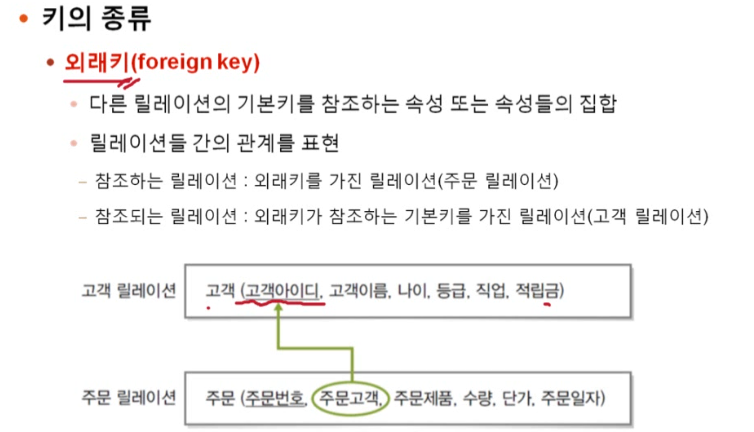 • 키의 종류
• 외래키(foreign key)
• 다른 릴레이션의 기본키를 참조하는 속성 또는 속성들의 집합
• 릴레이션들 간의 관계를 표현
– 참조하는 릴레이션 : 외래키를 가진 릴레이션(주문 릴레이션)
– 참조되는 릴레이션 : 외래키가 참조하는 기본키를 가진 릴레이션(고객 릴레이션)
고객 릴레이션 고객 (고객아이디, 고객이름, 나이, 등급, 직업, 적립금)
주문 릴레이션 주문 (주문번호, 주문고객, 주문제품, 수량, 단가, 주문일자)